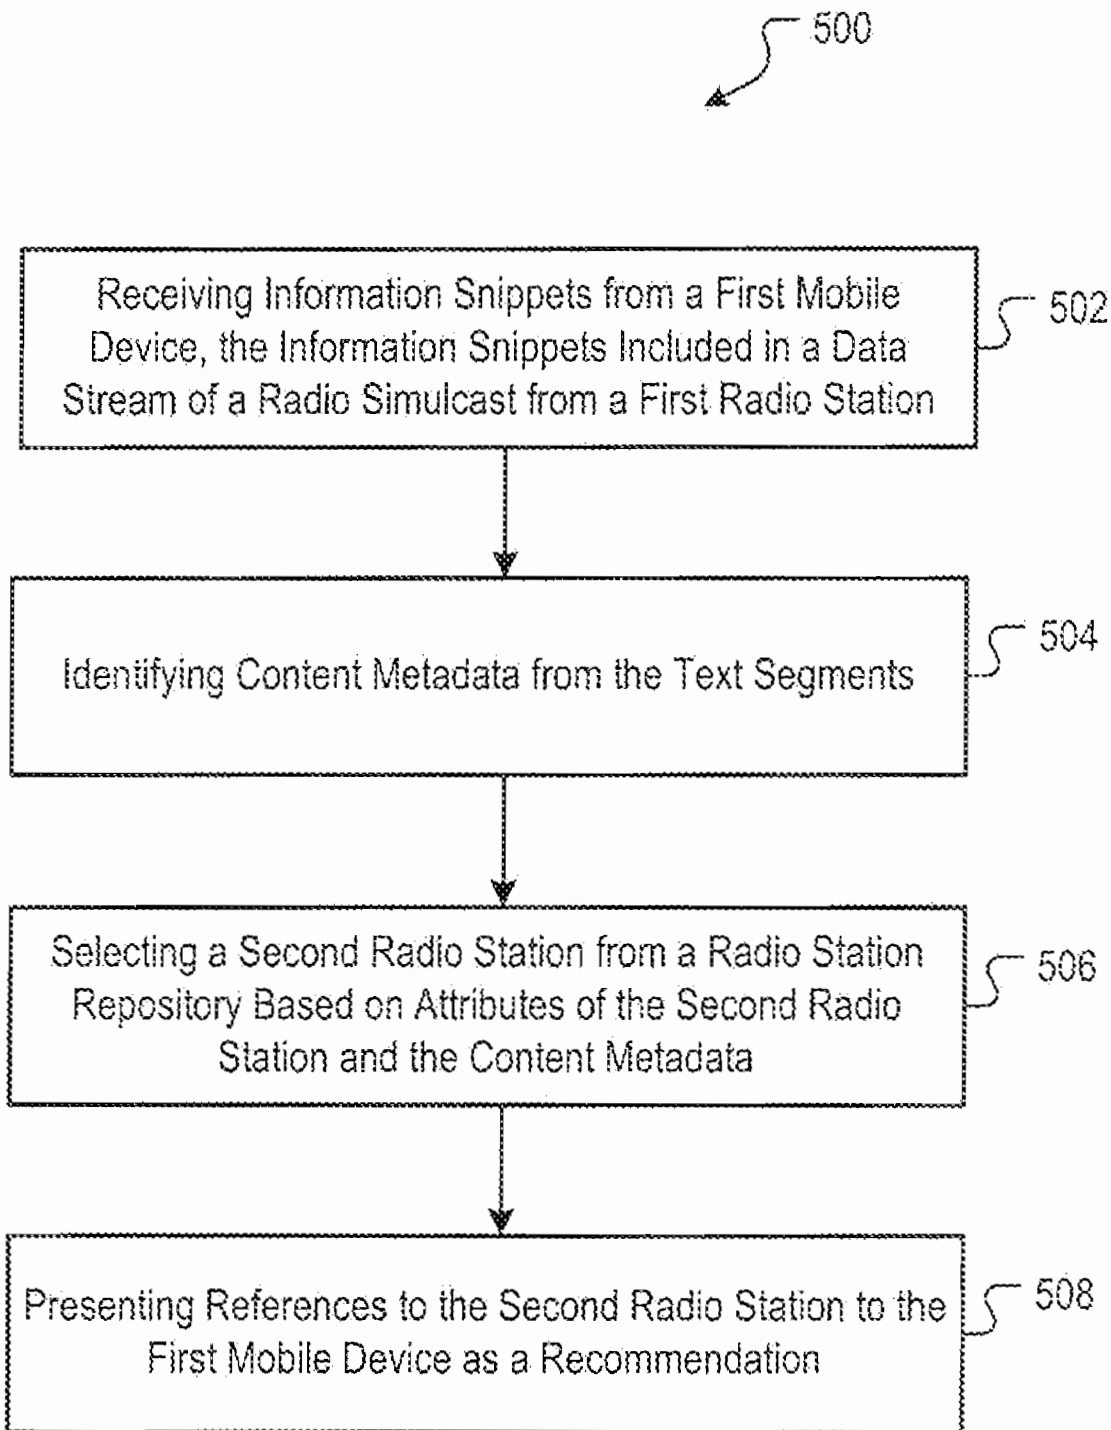 500
Receiving Information Snippets from a First Mobile
Device, the Information Snippets Included in a Data
Stream of a Radio Simulcast from a First Radio Station
502
Identifying Content Metadata from the Text Segments
504
Selecting a Second Radio Station from a Radio Station
Repository Based on Attributes of the Second Radio
Station and the Content Metadata
506
Presenting References to the Second Radio Station to the
First Mobile Device as a Recommendation
508